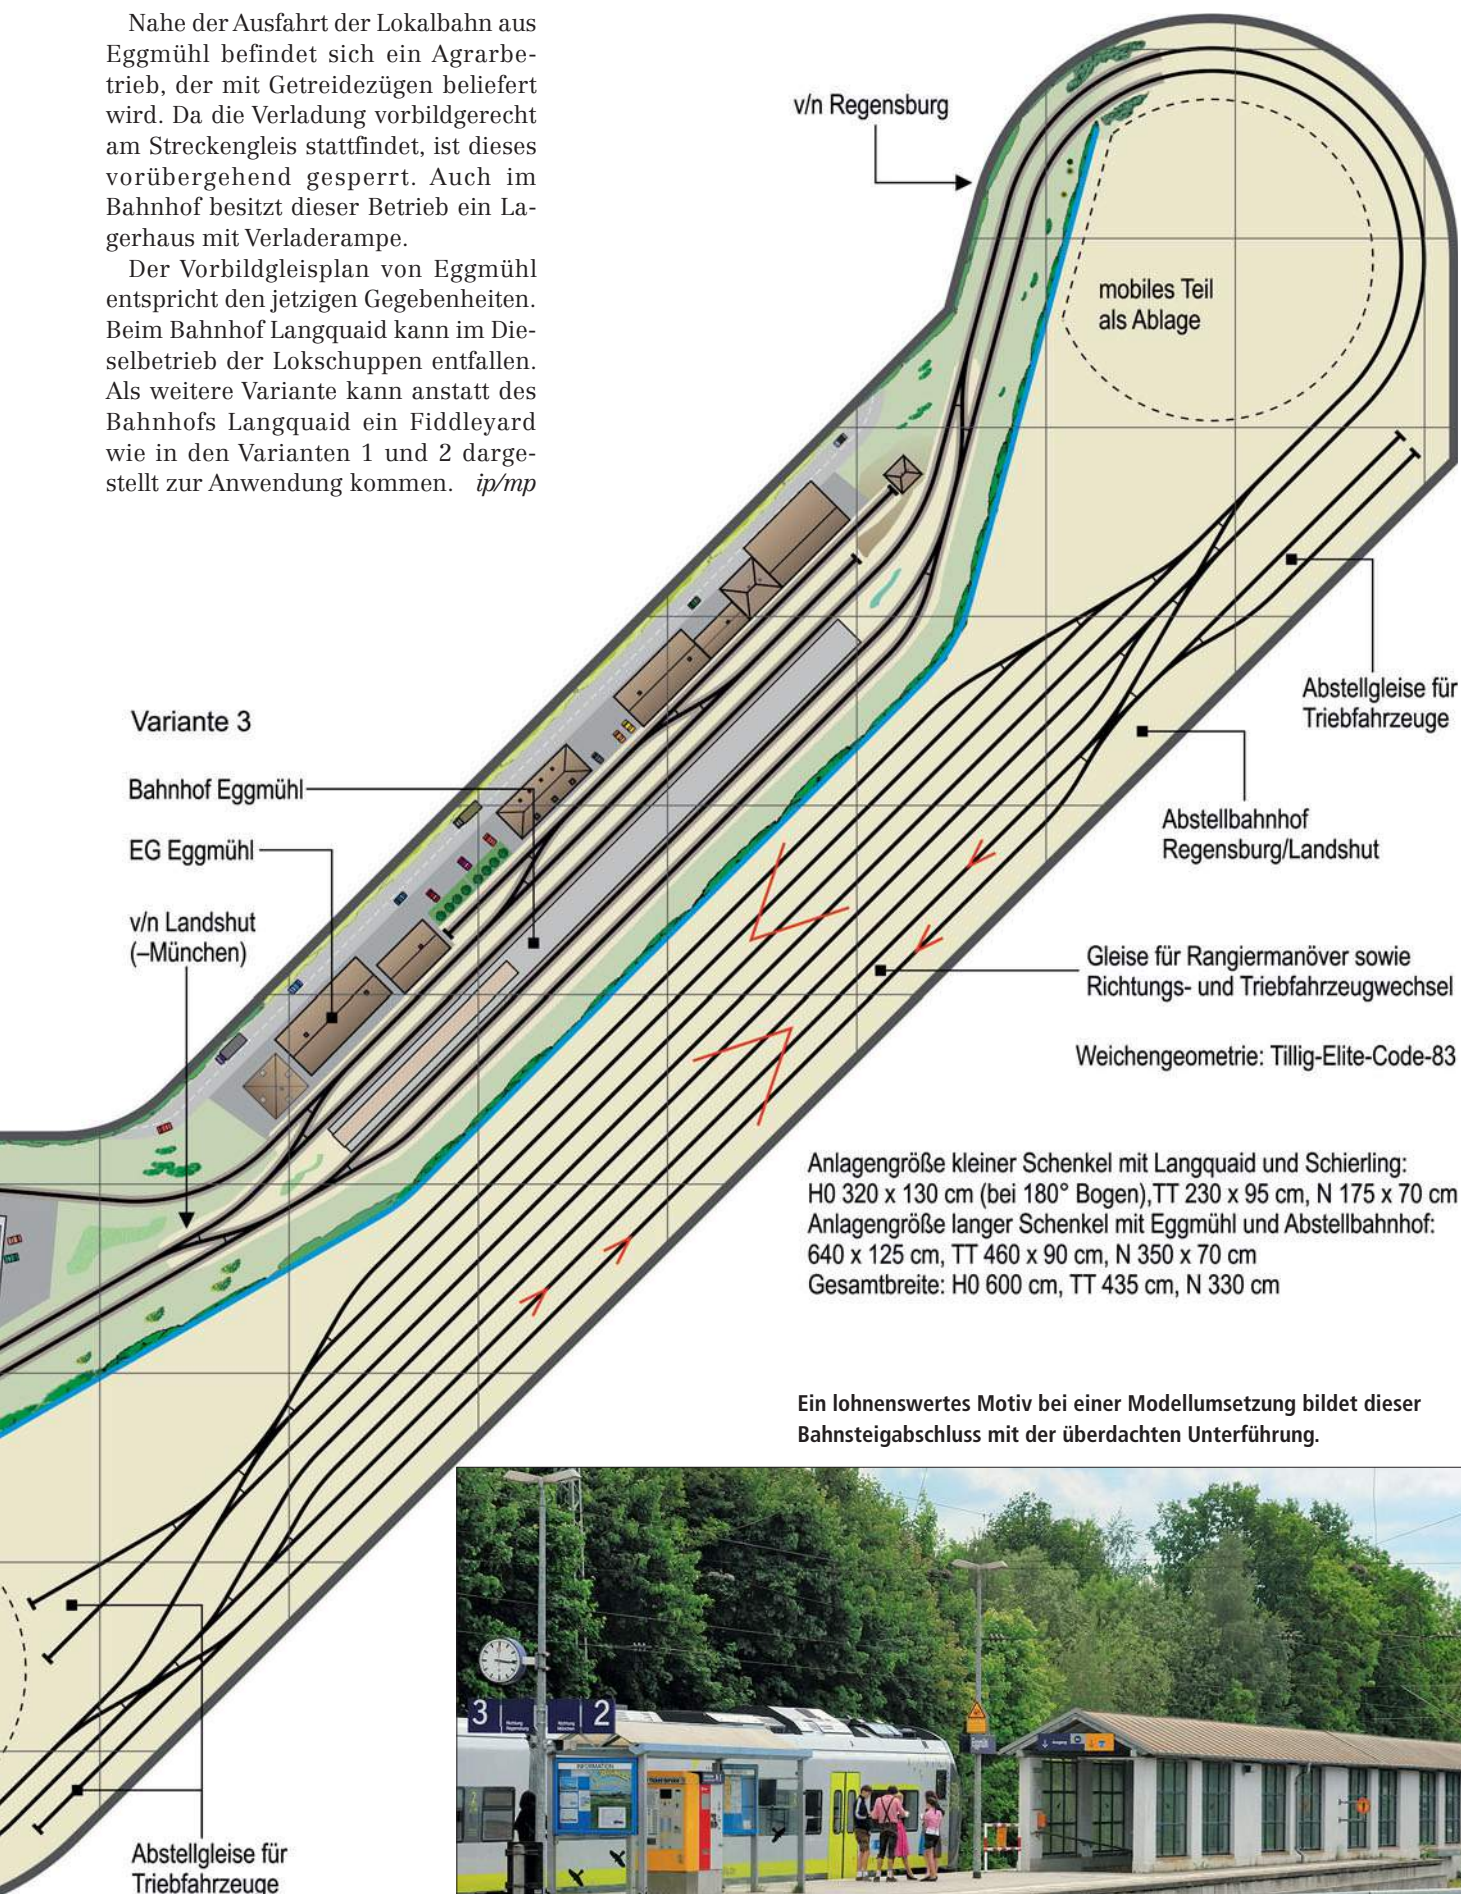 Nahe der Ausfahrt der Lokalbahn aus
Eggmühl befindet sich ein Agrarbe-
trieb, der mit Getreidezügen beliefert
wird. Da die Verladung vorbildgerecht
am Streckengleis stattfindet, ist dieses
vorübergehend gesperrt. Auch im
Bahnhof besitzt dieser Betrieb ein La-
gerhaus mit Verladerampe.
Der Vorbildgleisplan von Eggmühl
entspricht den jetzigen Gegebenheiten.
Beim Bahnhof Langquaid kann im Die-
selbetrieb der Lokschuppen entfallen.
Als weitere Variante kann anstatt des
Bahnhofs Langquaid ein Fiddleyard
wie in den Varianten 1 und 2 darge-
stellt zur Anwendung kommen. ip/mp
v/n Regensburg
mobiles Teil
als Ablage
Variante 3
Bahnhof Eggmühl
EG Eggmühl
v/n Landshut
(–München)
Abstellgleise für
Triebfahrzeuge
Abstellbahnhof
Regensburg/Landshut
Gleise für Rangiermanöver sowie
Richtungs- und Triebfahrzeugwechsel
Weichengeometrie: Tillig-Elite-Code-83
Anlagengröße kleiner Schenkel mit Langquaid und Schierling:
H0 320 x 130 cm (bei 180° Bogen),TT 230 x 95 cm, N 175 x 70 cm
Anlagengröße langer Schenkel mit Eggmühl und Abstellbahnhof:
640 x 125 cm, TT 460 x 90 cm, N 350 x 70 cm
Gesamtbreite: H0 600 cm, TT 435 cm, N 330 cm
Ein lohnenswertes Motiv bei einer Modellumsetzung bildet dieser
Bahnsteigabschluss mit der überdachten Unterführung.
3
2
INFORMATION
Eggmühl
Abstellgleise für
Triebfahrzeuge